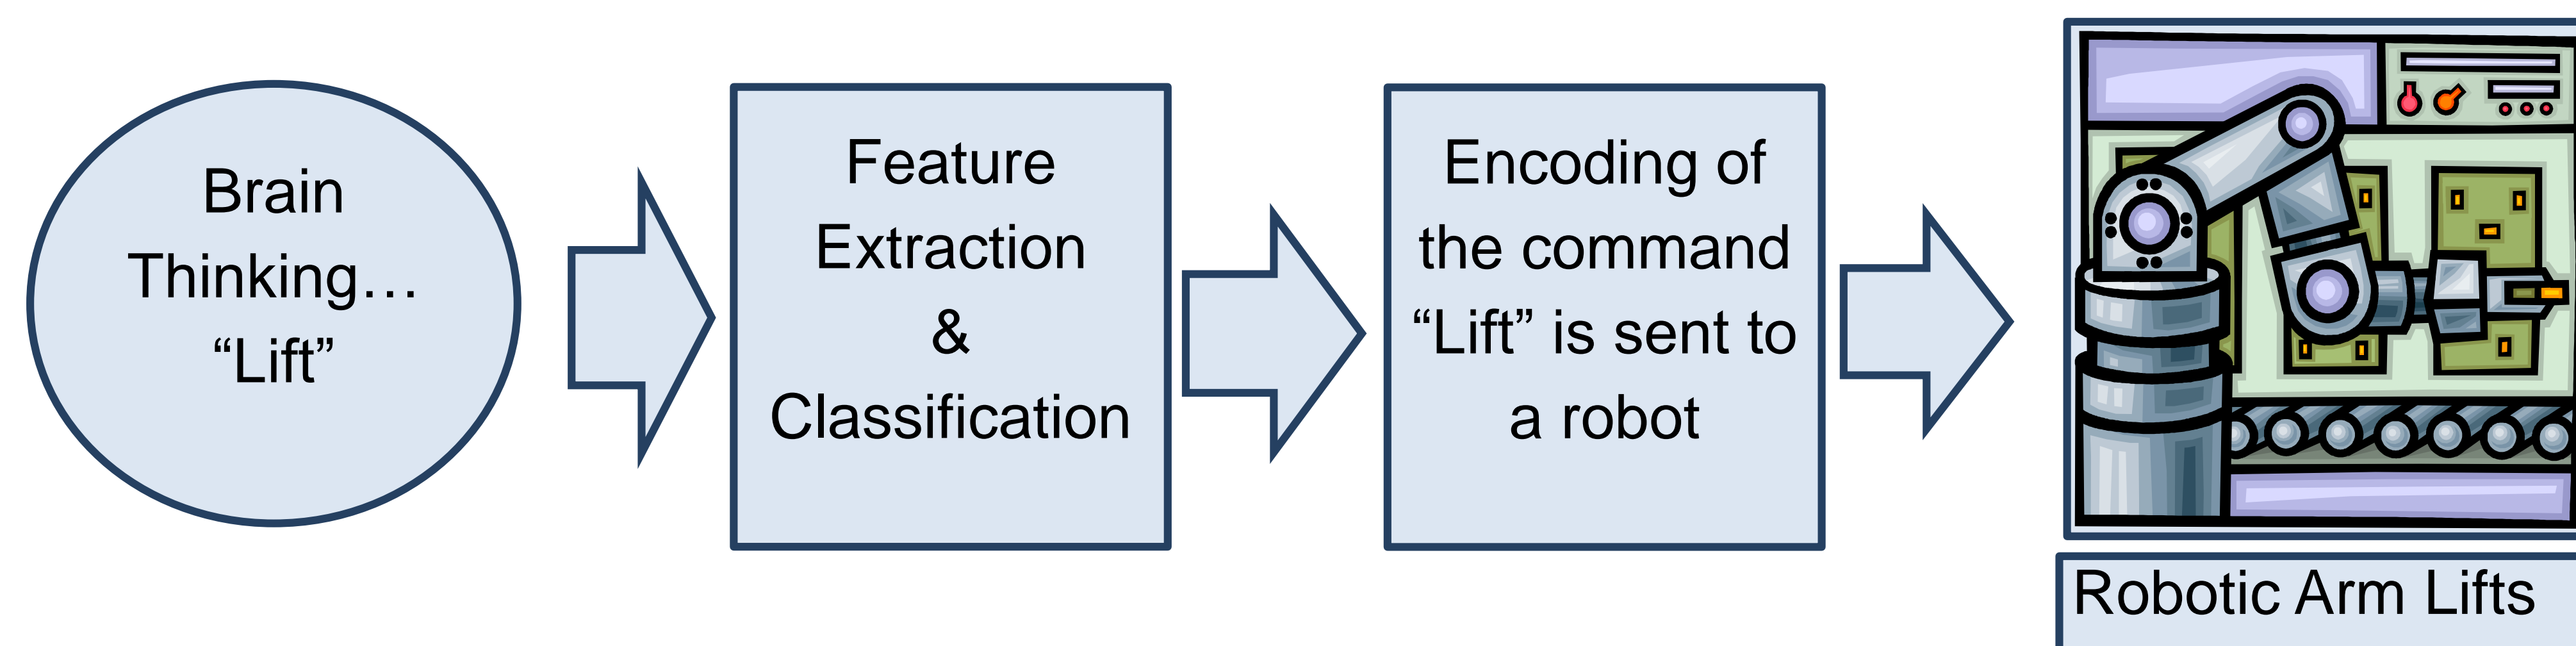 Brain
Thinking…
“Lift”
Feature
Extraction
&
Classification
Encoding of
the command
“Lift” is sent to
a robot
Robotic Arm Lifts